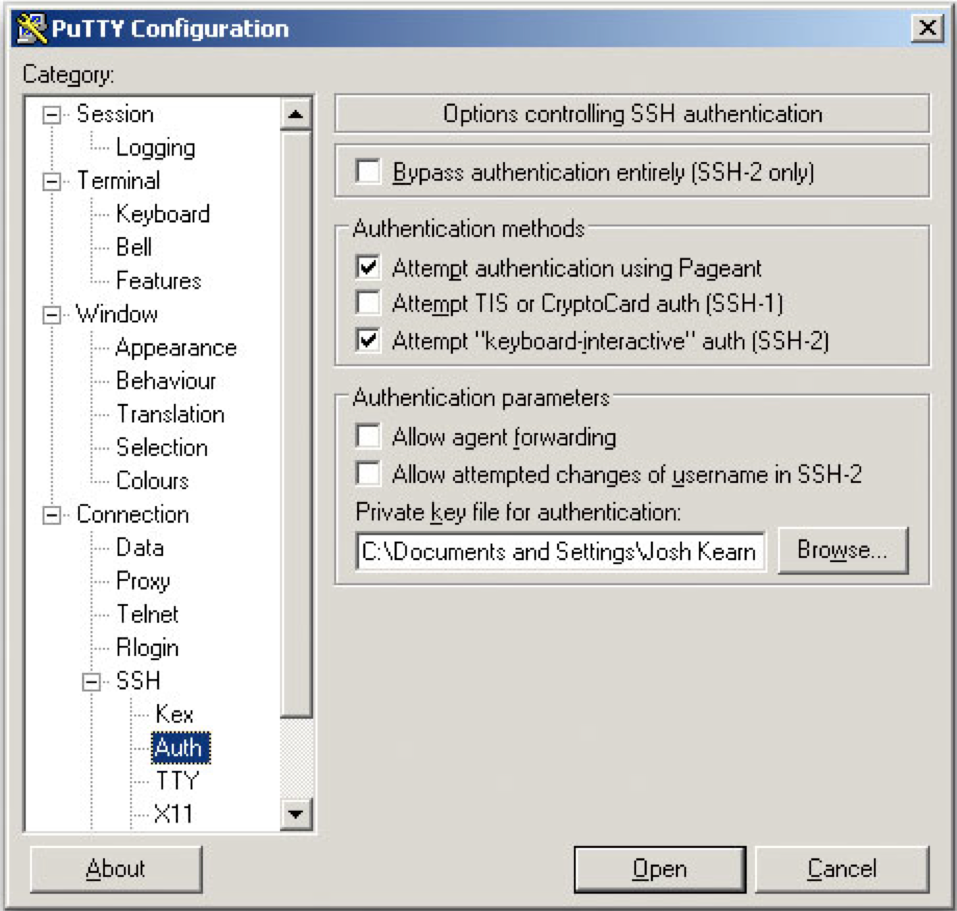 PuTTY Configuration
Category:
Session
Logging
Terminal
Keyboard
Bell
Features
Window
Appearance
Behaviour
Translation
Selection
Colours
Connection
Data
Proxy
Telnet
Rlogin
SSH
Kex
Auth
TTY
X11
Options controlling SSH authentication
Bypass authentication entirely (SSH-2 only)
Authentication methods
Attempt authentication using Pageant
Attempt TIS or CryptoCard auth (SSH-1)
Attempt "keyboard-interactive" auth (SSH-2)
Authentication parameters
Allow agent forwarding
Allow attempted changes of username in SSH-2
Private key file for authentication:
C:\Documents and Settings\Josh Kearn
Browse...
About
Open
Cancel